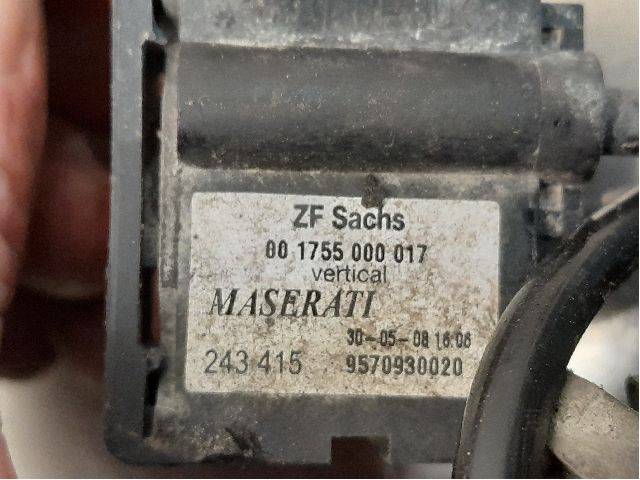 ZF Sachs
00 1755 000 017
vertical
MASERATI
30-05-08 16:06
243 415 9570930020